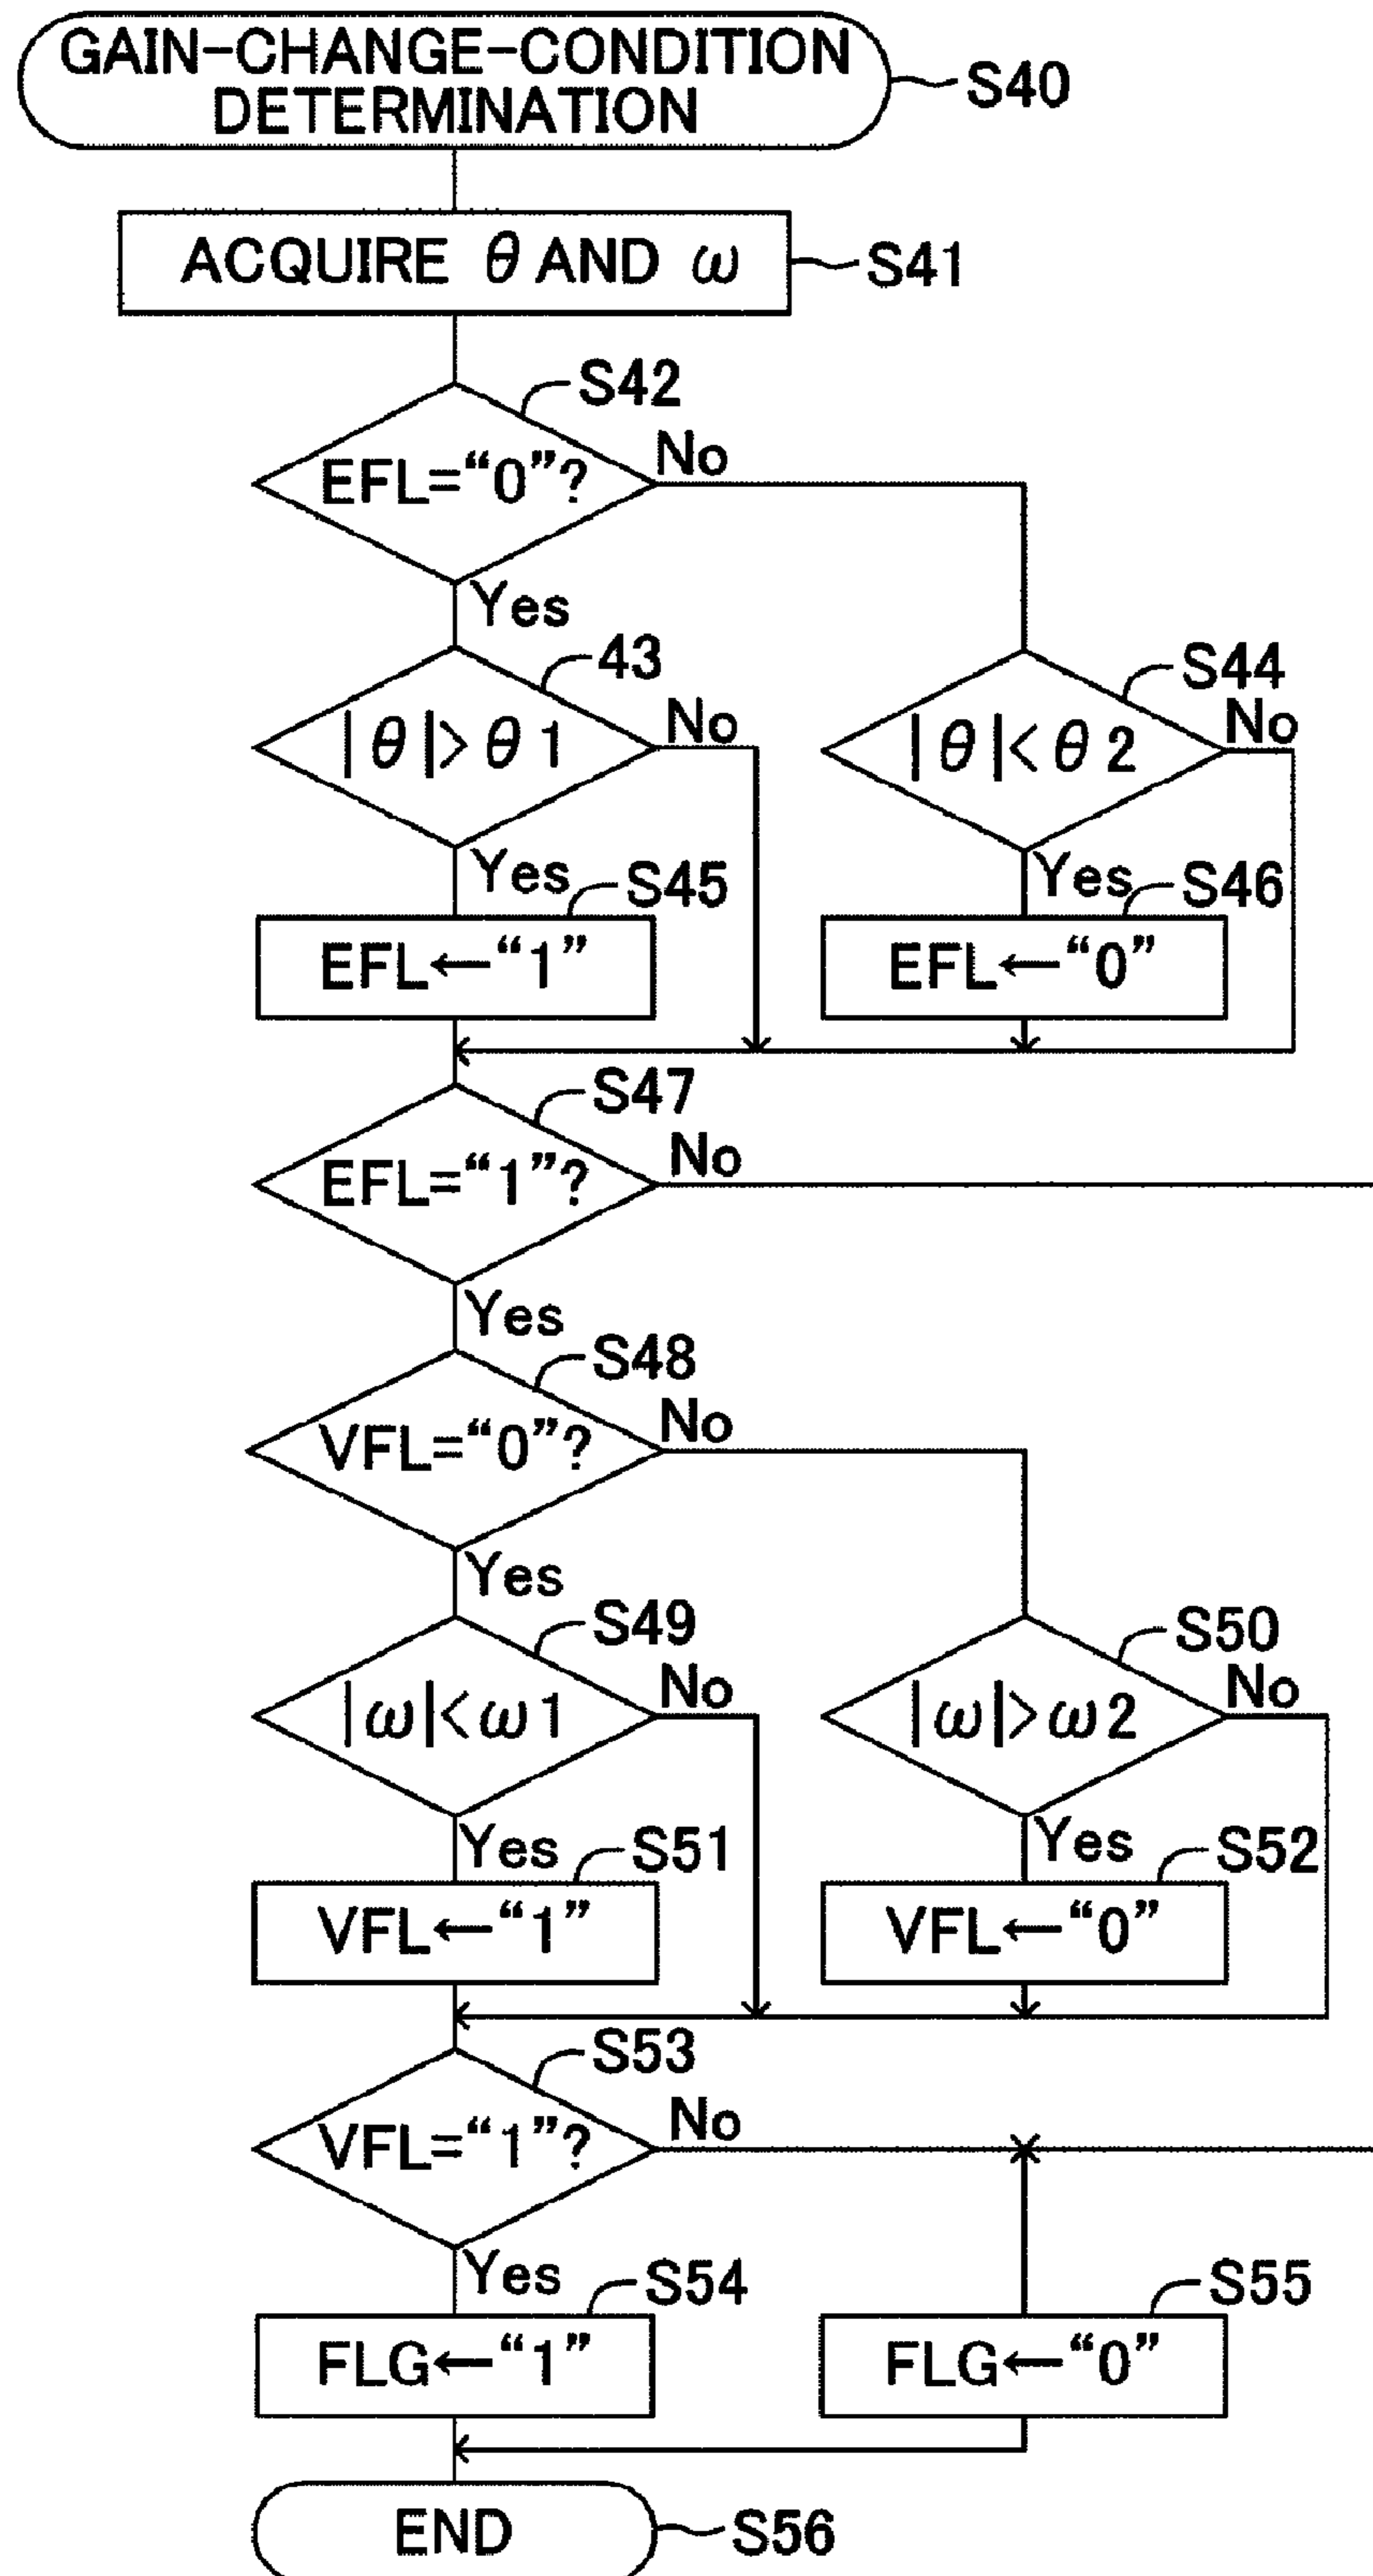 GAIN-CHANGE-CONDITION
DETERMINATION
S40
ACQUIRE θ AND ω
S41
S42
EFL=“0”?
No
Yes
43
|θ|>θ1
No
S44
|θ|<θ2
No
Yes
S45
EFL←“1”
Yes
S46
EFL←“0”
S47
EFL=“1”?
No
Yes
S48
VFL=“0”?
No
Yes
S49
|ω|<ω1
No
S50
|ω|>ω2
No
Yes
S51
VFL←“1”
Yes
S52
VFL←“0”
S53
VFL=“1”?
No
Yes
S54
FLG←“1”
S55
FLG←“0”
END
S56